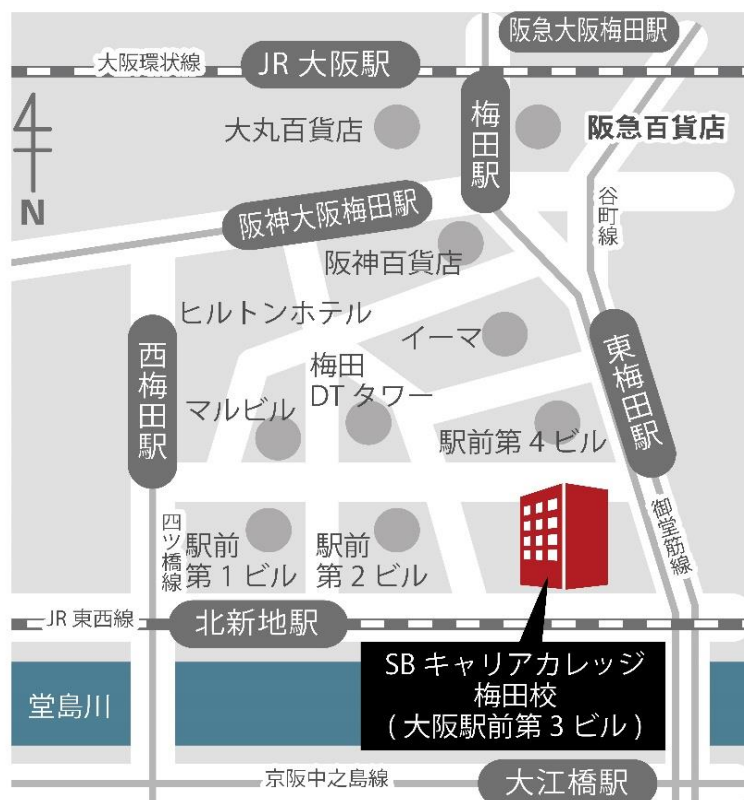 阪急大阪梅田駅
大阪環状線
JR 大阪駅
大丸百貨店
梅田駅
阪急百貨店
N
谷町線
阪神大阪梅田駅
阪神百貨店
ヒルトンホテル
イーマ
西梅田駅
梅田
DT タワー
東梅田駅
マルビル
駅前第 4 ビル
四ツ橋線
駅前
第 1 ビル
駅前
第 2 ビル
御堂筋線
JR 東西線
北新地駅
SB キャリアカレッジ
梅田校
( 大阪駅前第 3 ビル )
堂島川
京阪中之島線
大江橋駅